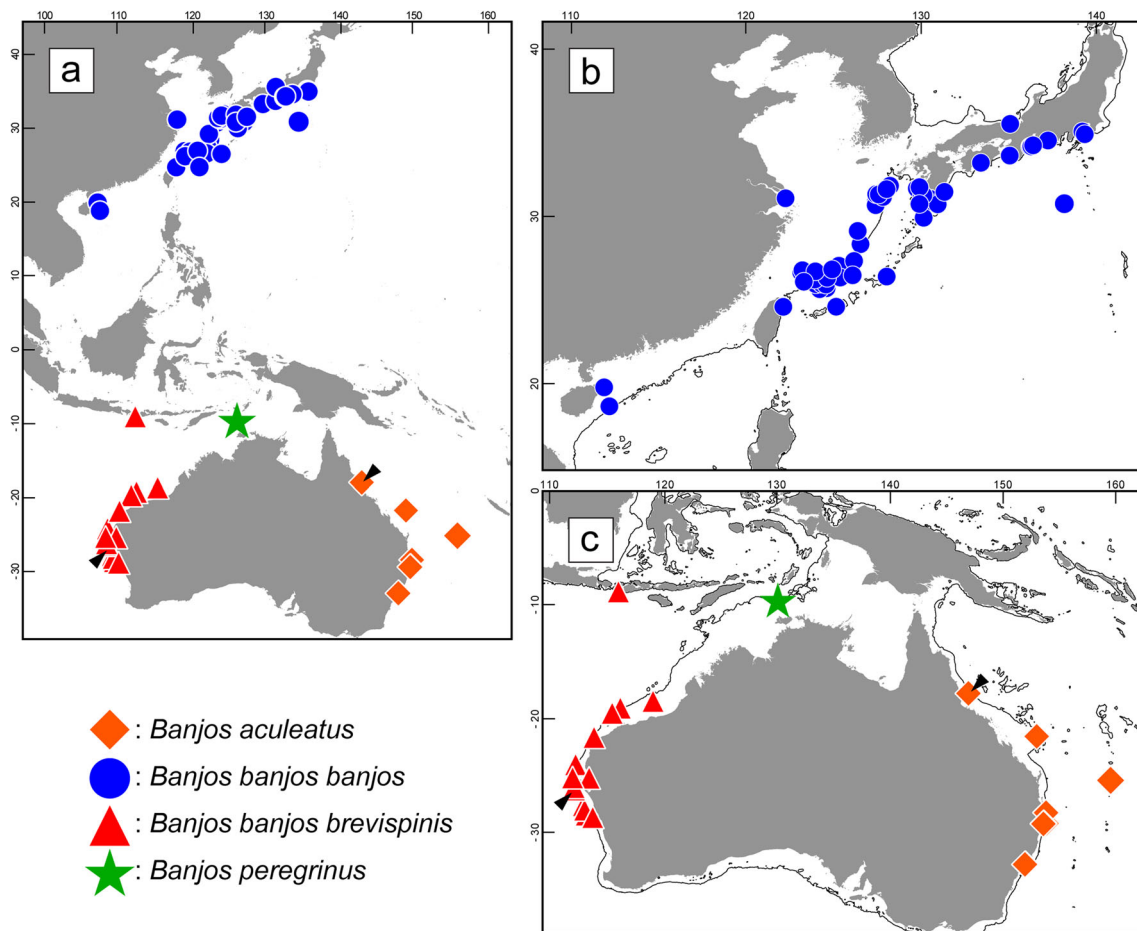 100 110 120 130 140 150 160
a
40
30
20
10
0
- 10
- 20
- 30
110 120 130 140
b
40
30
20
110 120 130 140 150 160
c
0
- 10
- 20
- 30
: Banjos aculeatus
: Banjos banjos banjos
: Banjos banjos brevispinis
: Banjos peregrinus